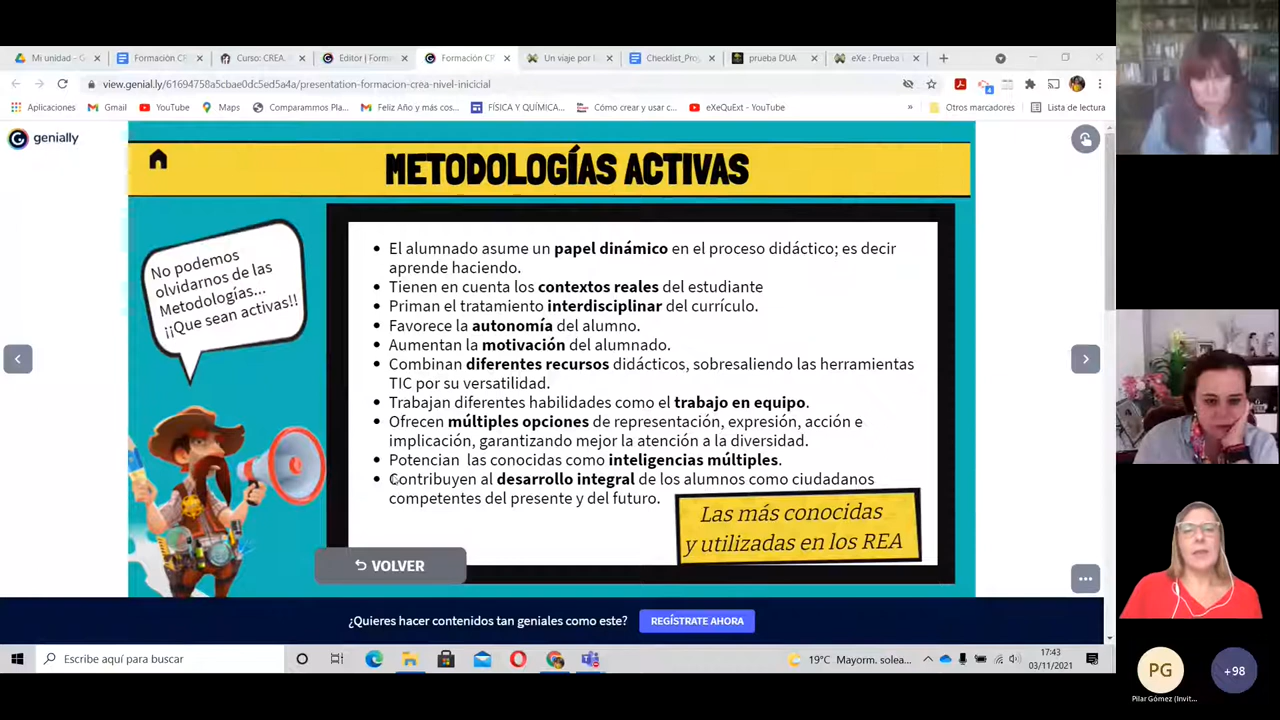 Mi unidad - G
Formación CR
Curso: CREA.
Editor | Form
Formación CR
Un viaje por l
Checklist_Pro
prueba DUA
eXe : Prueba
view.genial.ly/61694758a5cbae0dc5ed5a4a/presentation-formacion-crea-nivel-inicicial
Aplicaciones
Gmail
YouTube
Maps
Comparammos Pla...
Feliz Año y más cos...
FÍSICA Y QUÍMICA...
Cómo crear y usar c...
eXeQuExt - YouTube
»
Otros marcadores
Lista de lectura
genially
METODOLOGÍAS ACTIVAS
No podemos
olvidarnos de las
Metodologías...
¡¡Que sean activas!!
• El alumnado asume un papel dinámico en el proceso didáctico; es decir
aprende haciendo.
• Tienen en cuenta los contextos reales del estudiante
• Priman el tratamiento interdisciplinar del currículo.
• Favorece la autonomía del alumno.
• Aumentan la motivación del alumnado.
• Combinan diferentes recursos didácticos, sobresaliendo las herramientas
TIC por su versatilidad.
• Trabajan diferentes habilidades como el trabajo en equipo.
• Ofrecen múltiples opciones de representación, expresión, acción e
implicación, garantizando mejor la atención a la diversidad.
• Potencian las conocidas como inteligencias múltiples.
• Contribuyen al desarrollo integral de los alumnos como ciudadanos
competentes del presente y del futuro.
Las más conocidas
y utilizadas en los REA
VOLVER
¿Quieres hacer contenidos tan geniales como este?
REGÍSTRATE AHORA
Escribe aquí para buscar
19°C Mayorm. solea...
17:43
03/11/2021
PG
+98
Pilar Gómez (Invit...